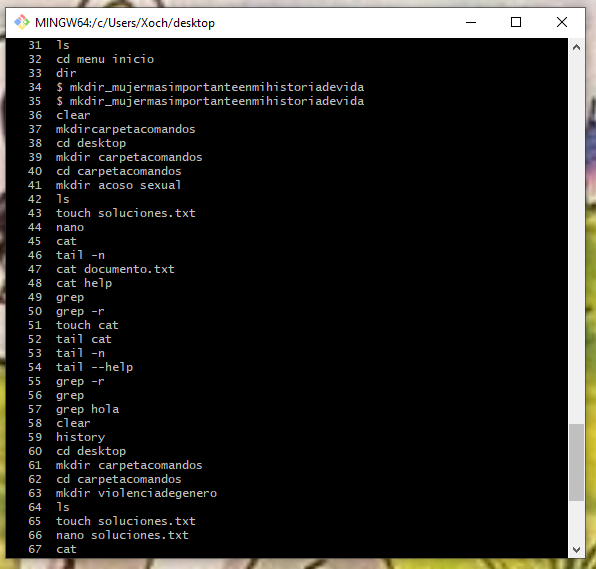 MINGW64:/c/Users/Xoch/desktop
31 ls
32 cd menu inicio
33 dir
34 $ mkdir_mujermasimportanteenmihistoriadevida
35 $ mkdir_mujermasimportanteenmihistoriadevida
36 clear
37 mkdircarpetacomandos
38 cd desktop
39 mkdir carpetacomandos
40 cd carpetacomandos
41 mkdir acoso sexual
42 ls
43 touch soluciones.txt
44 nano
45 cat
46 tail -n
47 cat documento.txt
48 cat help
49 grep
50 grep -r
51 touch cat
52 tail cat
53 tail -n
54 tail --help
55 grep -r
56 grep
57 grep hola
58 clear
59 history
60 cd desktop
61 mkdir carpetacomandos
62 cd carpetacomandos
63 mkdir violenciadegenero
64 ls
65 touch soluciones.txt
66 nano soluciones.txt
67 cat